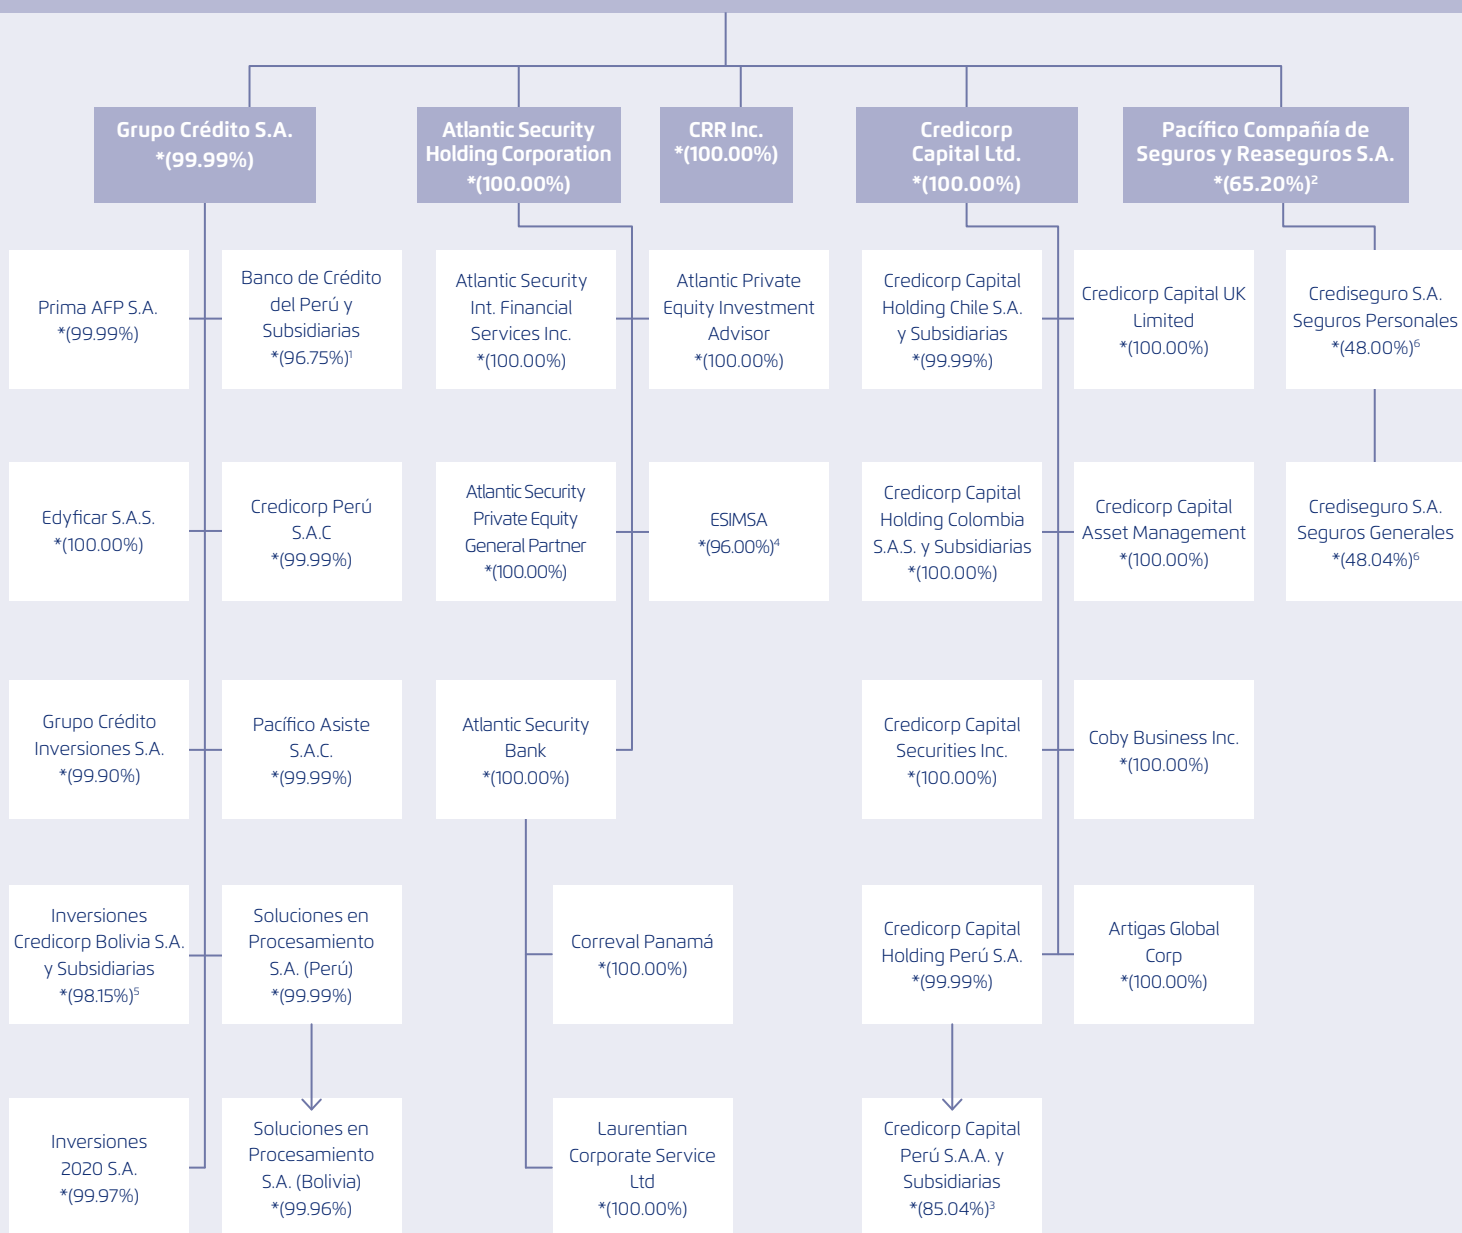 Grupo Crédito S.A.
*(99.99%)
Atlantic Security
Holding Corporation
*(100.00%)
CRR Inc.
*(100.00%)
Credicorp
Capital Ltd.
*(100.00%)
Pacífico Compañía de
Seguros y Reaseguros S.A.
*(65.20%)²
Prima AFP S.A.
*(99.99%)
Banco de Crédito
del Perú y
Subsidiarias
*(96.75%)¹
Atlantic Security
Int. Financial
Services Inc.
*(100.00%)
Atlantic Private
Equity Investment
Advisor
*(100.00%)
Credicorp Capital
Holding Chile S.A.
y Subsidiarias
*(99.99%)
Credicorp Capital UK
Limited
*(100.00%)
Crediseguro S.A.
Seguros Personales
*(48.00%)⁶
Edyficar S.A.S.
*(100.00%)
Credicorp Perú
S.A.C
*(99.99%)
Atlantic Security
Private Equity
General Partner
*(100.00%)
ESIMSA
*(96.00%)⁴
Credicorp Capital
Holding Colombia
S.A.S. y Subsidiarias
*(100.00%)
Credicorp Capital
Asset Management
*(100.00%)
Crediseguro S.A.
Seguros Generales
*(48.04%)⁶
Grupo Crédito
Inversiones S.A.
*(99.90%)
Pacífico Asiste
S.A.C.
*(99.99%)
Atlantic Security
Bank
*(100.00%)
Credicorp Capital
Securities Inc.
*(100.00%)
Coby Business Inc.
*(100.00%)
Inversiones
Credicorp Bolivia S.A.
y Subsidiarias
*(98.15%)⁵
Soluciones en
Procesamiento
S.A. (Perú)
*(99.99%)
Correval Panamá
*(100.00%)
Credicorp Capital
Holding Perú S.A.
*(99.99%)
Artigas Global
Corp
*(100.00%)
Inversiones
2020 S.A.
*(99.97%)
Soluciones en
Procesamiento
S.A. (Bolivia)
*(99.96%)
Laurentian
Corporate Service
Ltd
*(100.00%)
Credicorp Capital
Perú S.A.A. y
Subsidiarias
*(85.04%)³